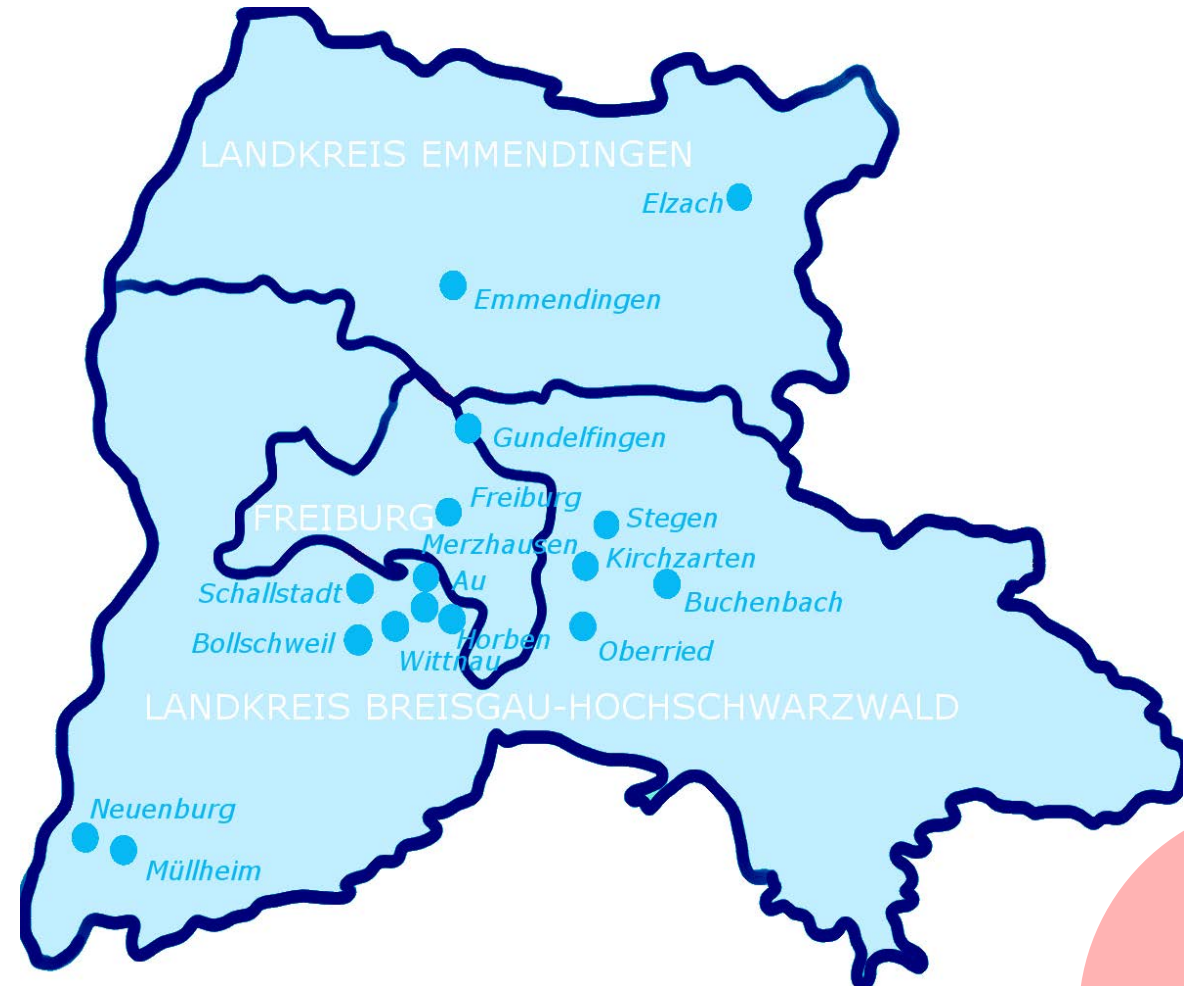 LANDKREIS EMMENDINGEN
Elzach
Emmendingen
Gundelfingen
Freiburg
FREIBURG
Stegen
Merzhausen
Kirchzarten
Au
Schallstadt
Buchenbach
Bollschweil
Horben
Wittnau
Oberried
LANDKREIS BREISGAU-HOCHSCHWARZWALD
Neuenburg
Müllheim